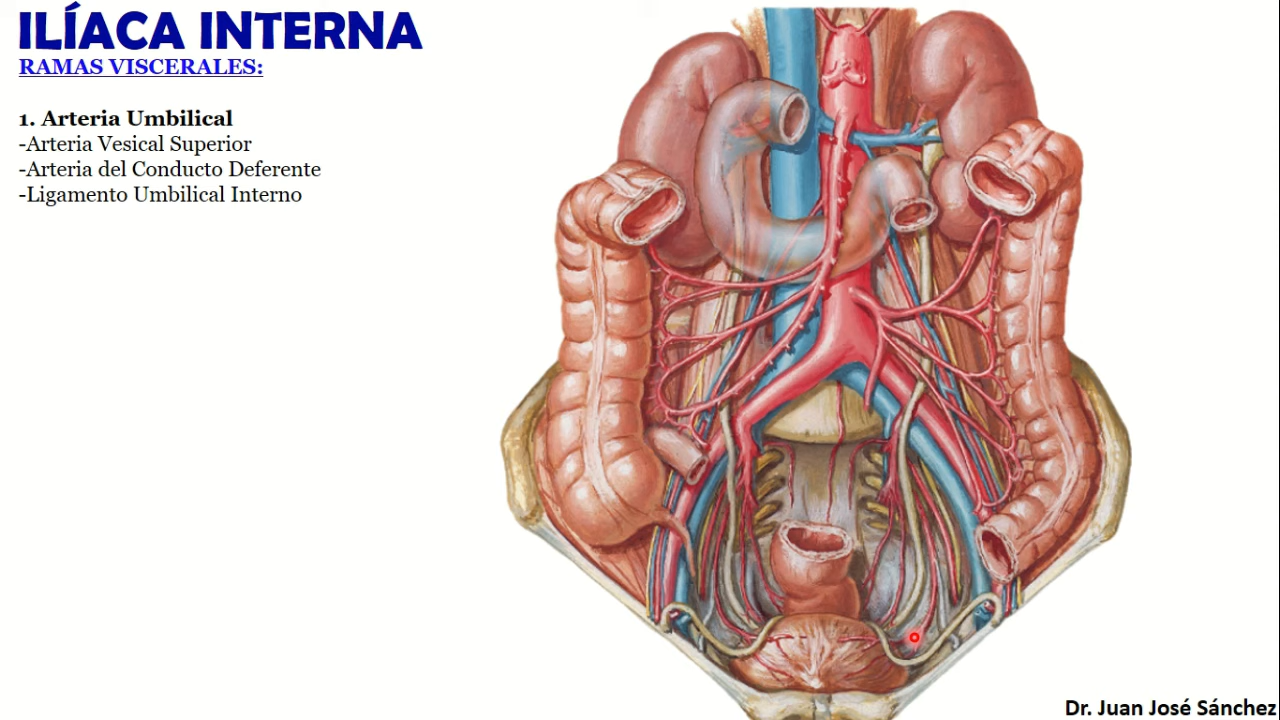 ILÍACA INTERNA
RAMAS VISCERALES:
1. Arteria Umbilical
-Arteria Vesical Superior
-Arteria del Conducto Deferente
-Ligamento Umbilical Interno
Dr. Juan José Sánchez